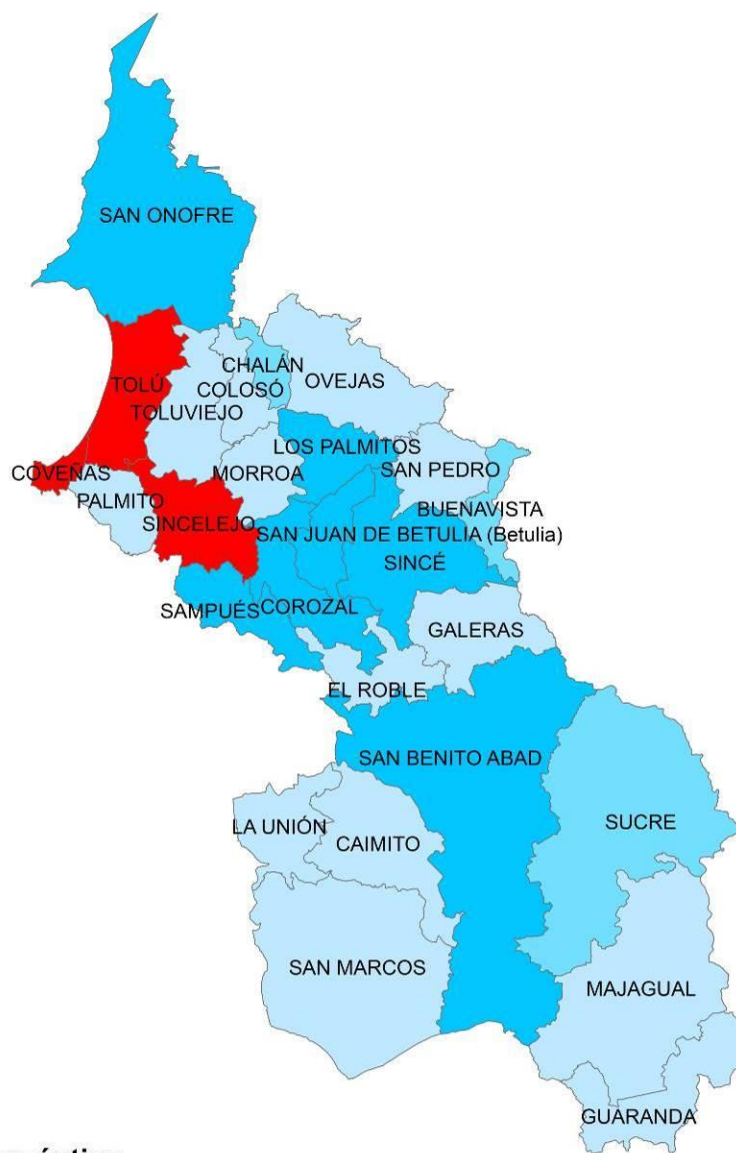 SAN ONOFRE
CHALÁN
TOLÚ
COLOSÓ
OVEJAS
TOLUVIEJO
LOS PALMITOS
COVEÑAS
MORROA
SAN PEDRO
PALMITO
BUENAVISTA
SINCELEJO
SAN JUAN DE BETULIA (Betulia)
SINCÉ
SAMPUÉS
COROZAL
GALERAS
EL ROBLE
SAN BENITO ABAD
SUCRE
LA UNIÓN
CAIMITO
SAN MARCOS
MAJAGUAL
GUARANDA